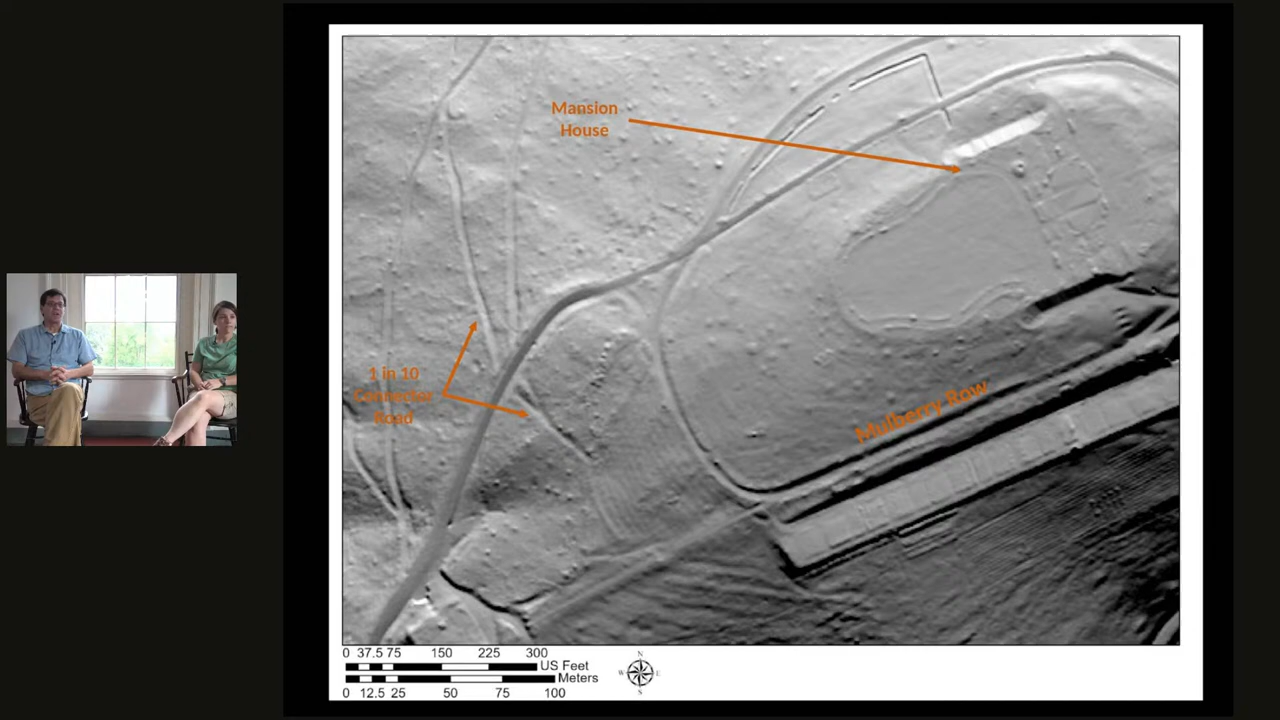 Mansion
House
1 in 10
Connector
Road
Mulberry Row
0 37.5 75 150 225 300
US Feet
Meters
0 12.5 25 50 75 100
N
W E
S